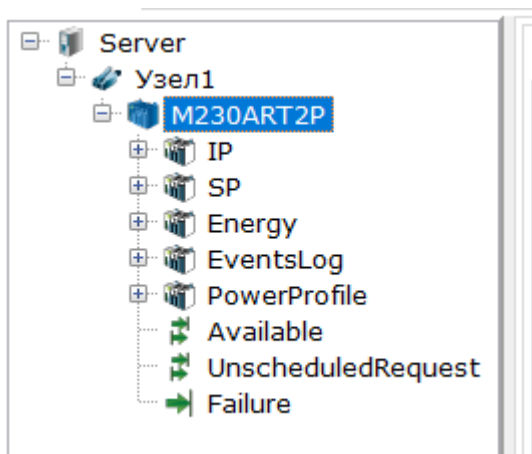 Server
Узел1
M230ART2P
IP
SP
Energy
EventsLog
PowerProfile
Available
UnscheduledRequest
Failure